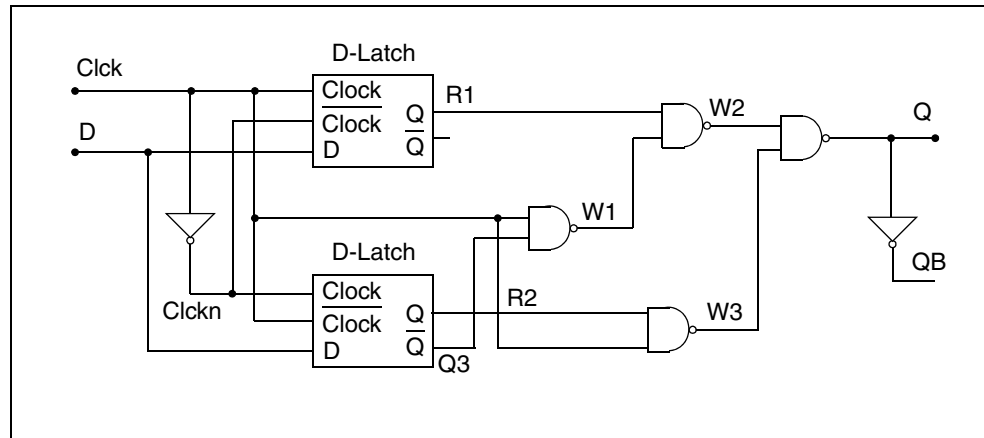 D-Latch
Clck
Clock
R1
W2
Q
Clock
Q
D
D
Q
W1
D-Latch
QB
Clock
Clckn
Clock
Q
R2
W3
D
Q
Q3